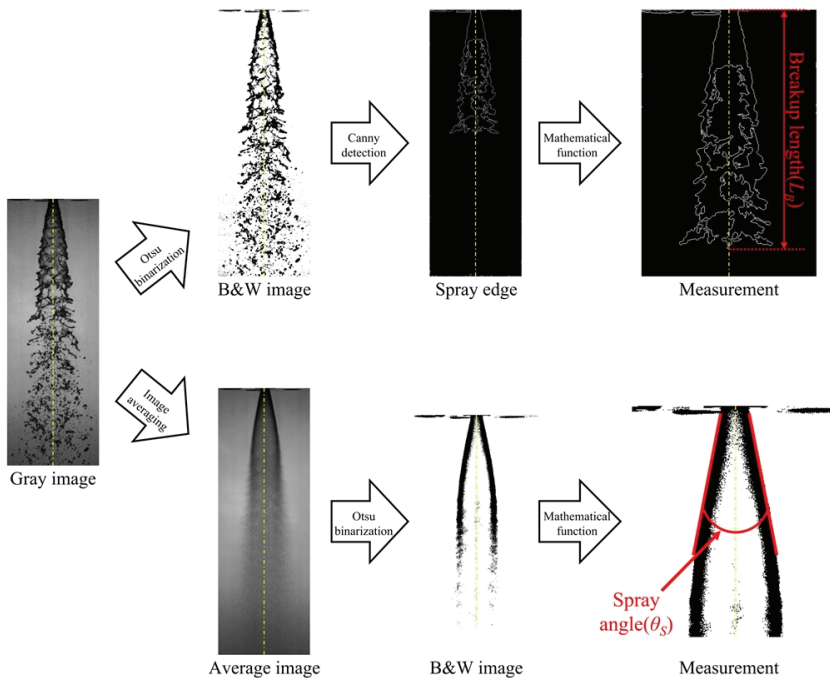 Otsu
binarization
B&W image
Canny
detection
Spray edge
Mathematical
function
Breakup length(L_B)
Measurement
Gray image
Image
averaging
Average image
Otsu
binarization
B&W image
Mathematical
function
Spray
angle(θ_S)
Measurement